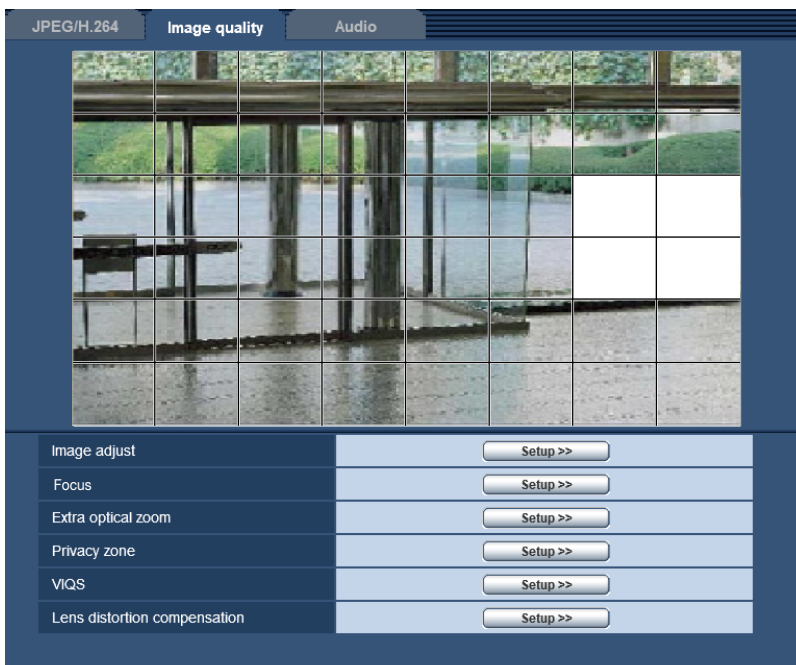 JPEG/H.264 Image quality Audio
Image adjust Setup >>
Focus Setup >>
Extra optical zoom Setup >>
Privacy zone Setup >>
VIQS Setup >>
Lens distortion compensation Setup >>